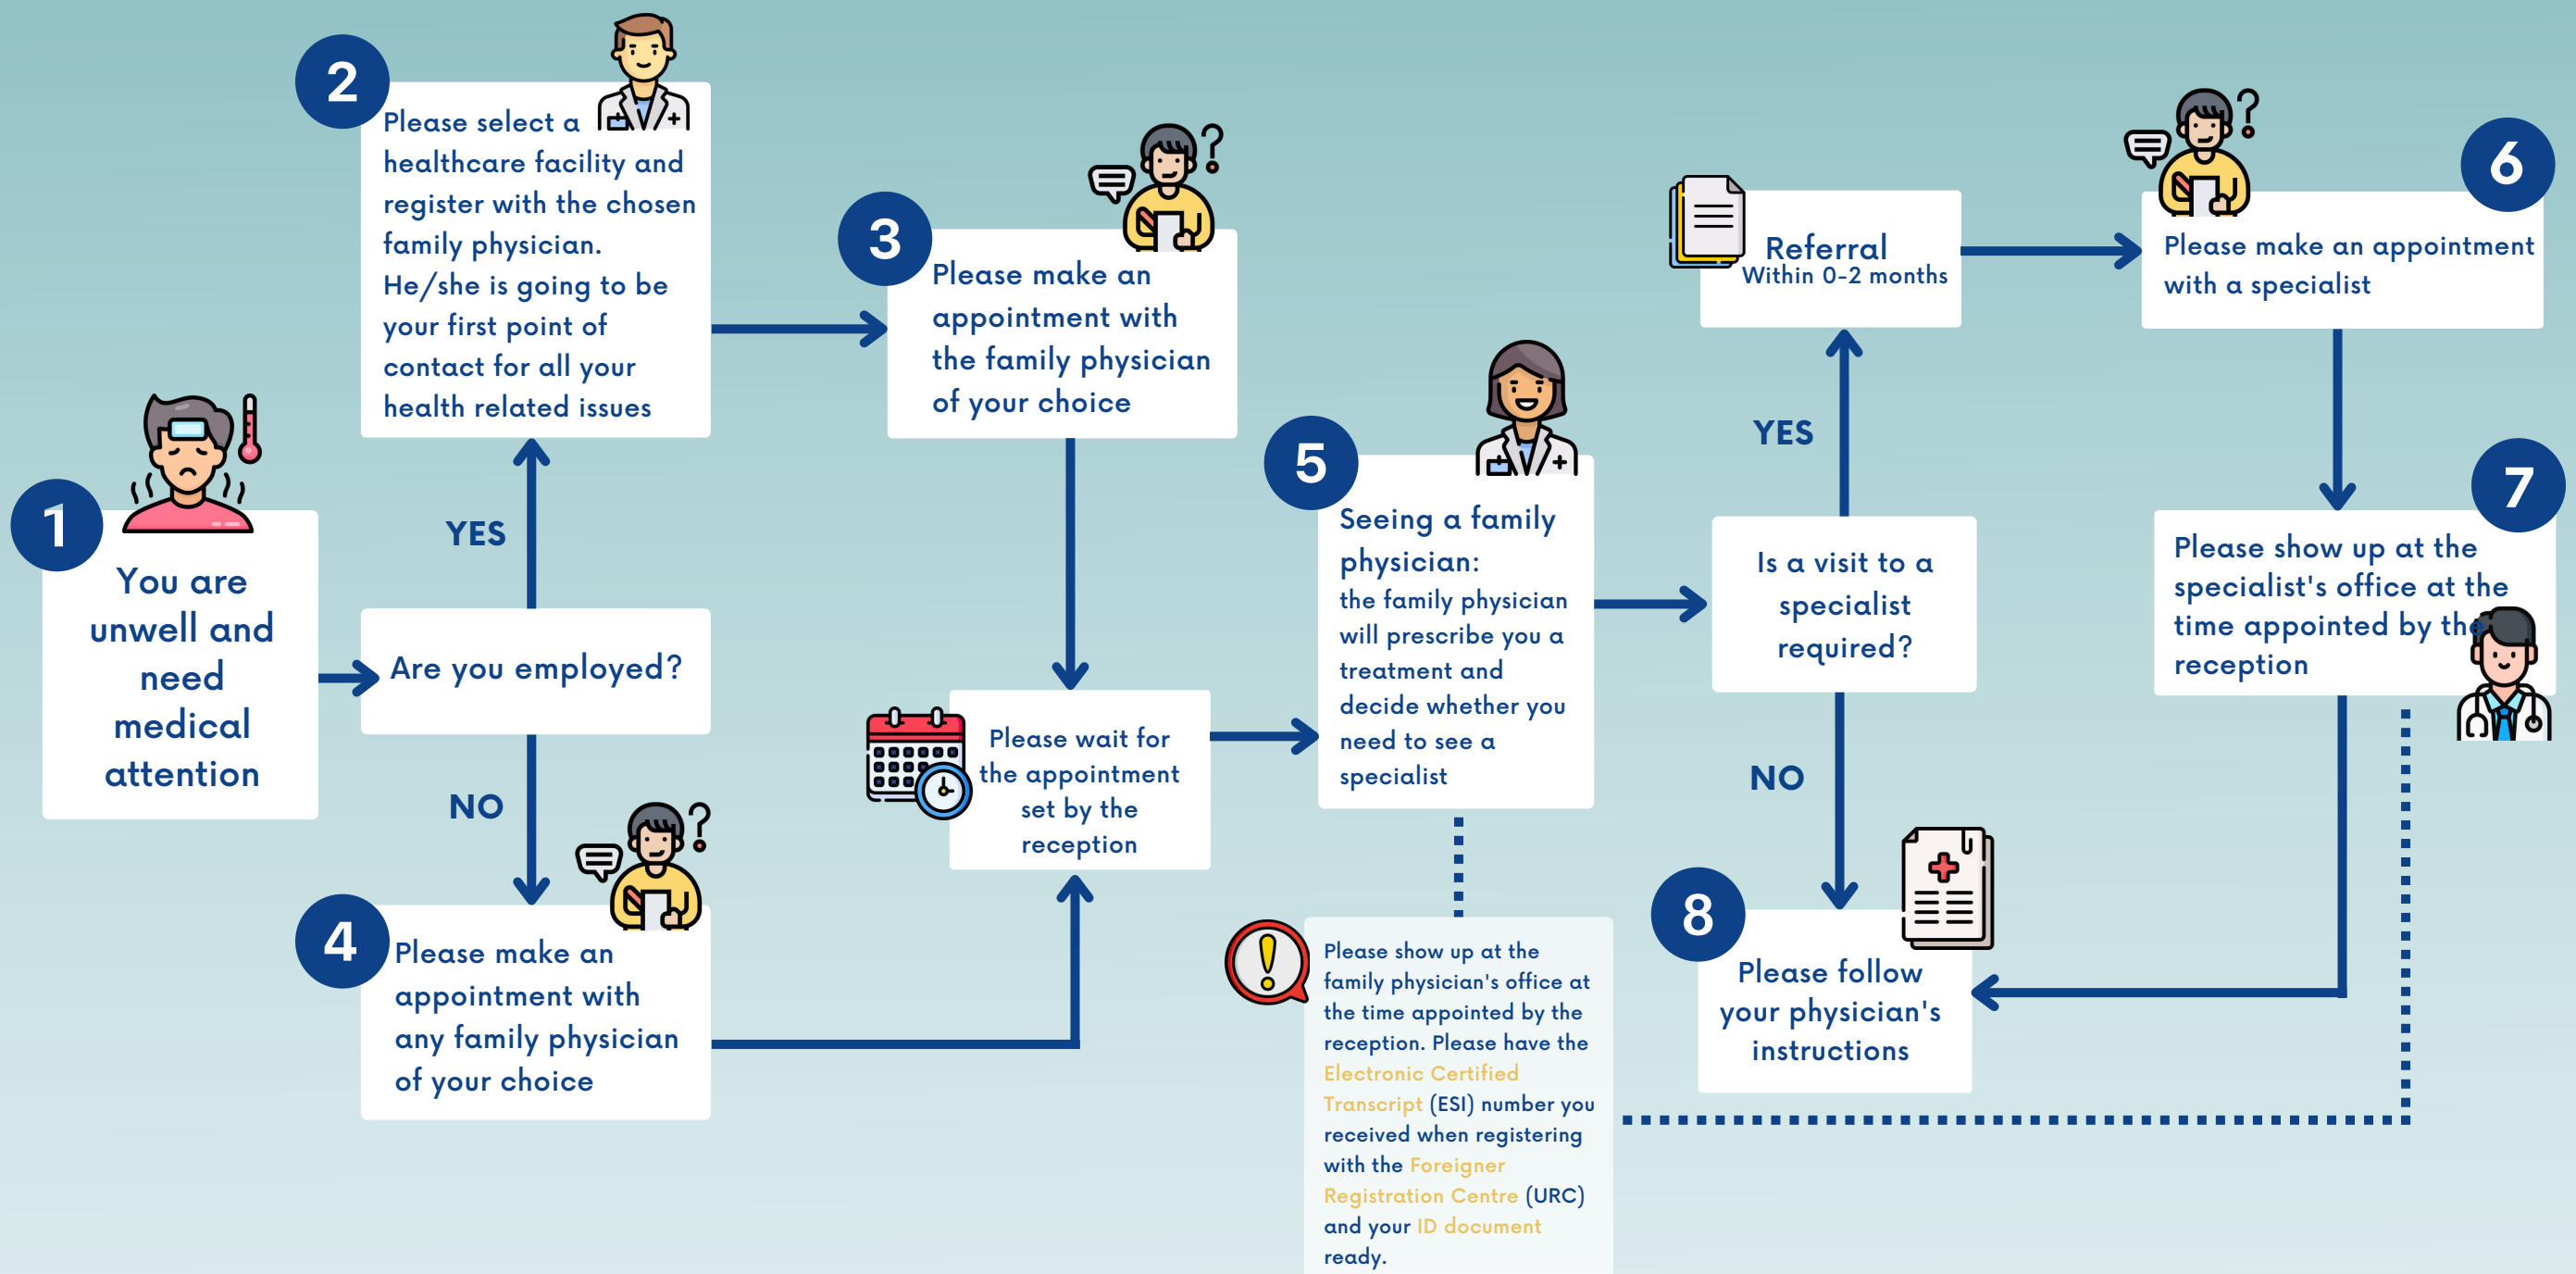 1
You are
unwell and
need
medical
attention
Are you employed?
YES
NO
2
Please select a
healthcare facility and
register with the chosen
family physician.
He/she is going to be
your first point of
contact for all your
health related issues
3
Please make an
appointment with
the family physician
of your choice
4
Please make an
appointment with
any family physician
of your choice
Please wait for
the appointment
set by the
reception
5
Seeing a family
physician:
the family physician
will prescribe you a
treatment and
decide whether you
need to see a
specialist
Please show up at the
family physician's office at
the time appointed by the
reception. Please have the
Electronic Certified
Transcript (ESI) number you
received when registering
with the Foreigner
Registration Centre (URC)
and your ID document
ready.
Is a visit to a
specialist
required?
YES
NO
Referral
Within 0-2 months
6
Please make an appointment
with a specialist
7
Please show up at the
specialist's office at the
time appointed by the
reception
8
Please follow
your physician's
instructions